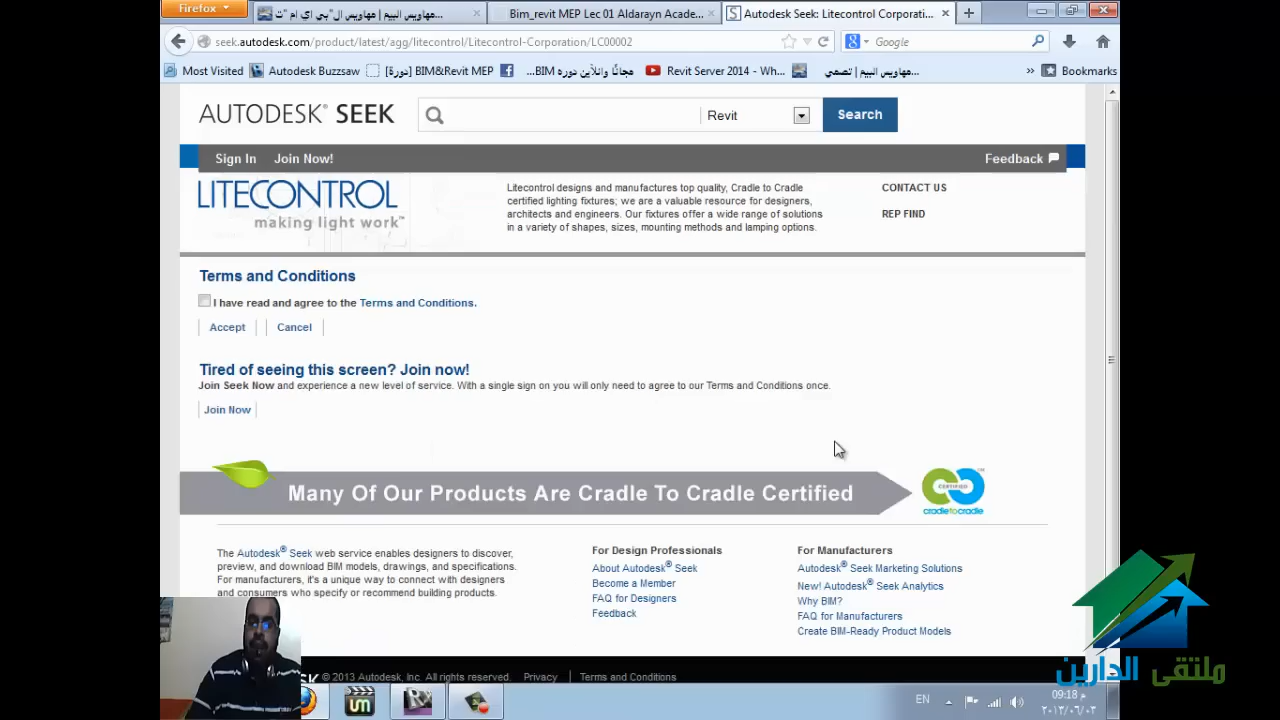 Firefox
مهاويس البيم | مهاويس ال"بي اي ام "ت...
Bim_revit MEP Lec 01 Aldarayn Acade...
Autodesk Seek: Litecontrol Corporati...
seek.autodesk.com/product/latest/agg/litecontrol/Litecontrol-Corporation/LC00002
Google
Most Visited
Autodesk Buzzsaw
BIM&Revit MEP [دورة]
مجانًا واونلاين دوره BIM...
Revit Server 2014 - Wh...
مهاويس البيم | تصمي...
Bookmarks
AUTODESK® SEEK
Revit
Search
Sign In
Join Now!
Feedback
LITECONTROL
making light work™
Litecontrol designs and manufactures top quality, Cradle to Cradle
certified lighting fixtures; we are a valuable resource for designers,
architects and engineers. Our fixtures offer a wide range of solutions
in a variety of shapes, sizes, mounting methods and lamping options.
CONTACT US
REP FIND
Terms and Conditions
I have read and agree to the Terms and Conditions.
Accept
Cancel
Tired of seeing this screen? Join now!
Join Seek Now and experience a new level of service. With a single sign on you will only need to agree to our Terms and Conditions once.
Join Now
Many Of Our Products Are Cradle To Cradle Certified
CERTIFIED
cradletocradle
The Autodesk® Seek web service enables designers to discover,
preview, and download BIM models, drawings, and specifications.
For manufacturers, it's a unique way to connect with designers
and consumers who specify or recommend building products.
For Design Professionals
About Autodesk® Seek
Become a Member
FAQ for Designers
Feedback
For Manufacturers
Autodesk® Seek Marketing Solutions
New! Autodesk® Seek Analytics
Why BIM?
FAQ for Manufacturers
Create BIM-Ready Product Models
© 2013 Autodesk, Inc. All rights reserved.
Privacy
Terms and Conditions
EN
09:18 م
٢٠١٣/٠٦/٠٣
ملتقى الدارين